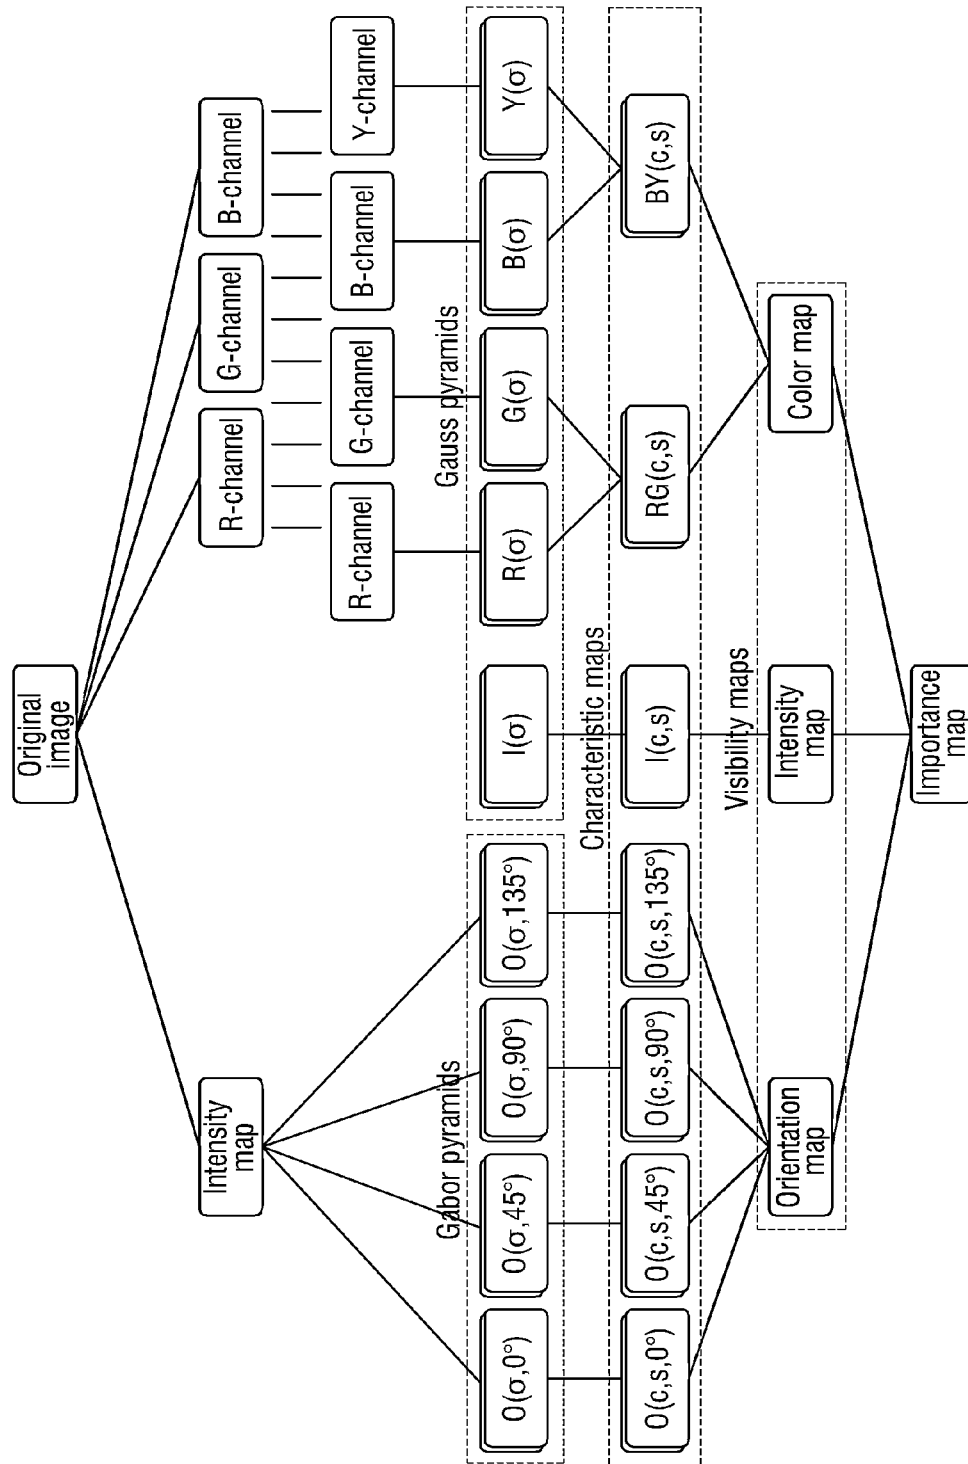 Original
image
Intensity
map
R-channel
G-channel
B-channel
R-channel
G-channel
B-channel
Y-channel
Gabor pyramids
Gauss pyramids
O(σ,0°)
O(σ,45°)
O(σ,90°)
O(σ,135°)
I(σ)
R(σ)
G(σ)
B(σ)
Y(σ)
Characteristic maps
O(c,s,0°)
O(c,s,45°)
O(c,s,90°)
O(c,s,135°)
I(c,s)
RG(c,s)
BY(c,s)
Visibility maps
Orientation
map
Intensity
map
Color map
Importance
map